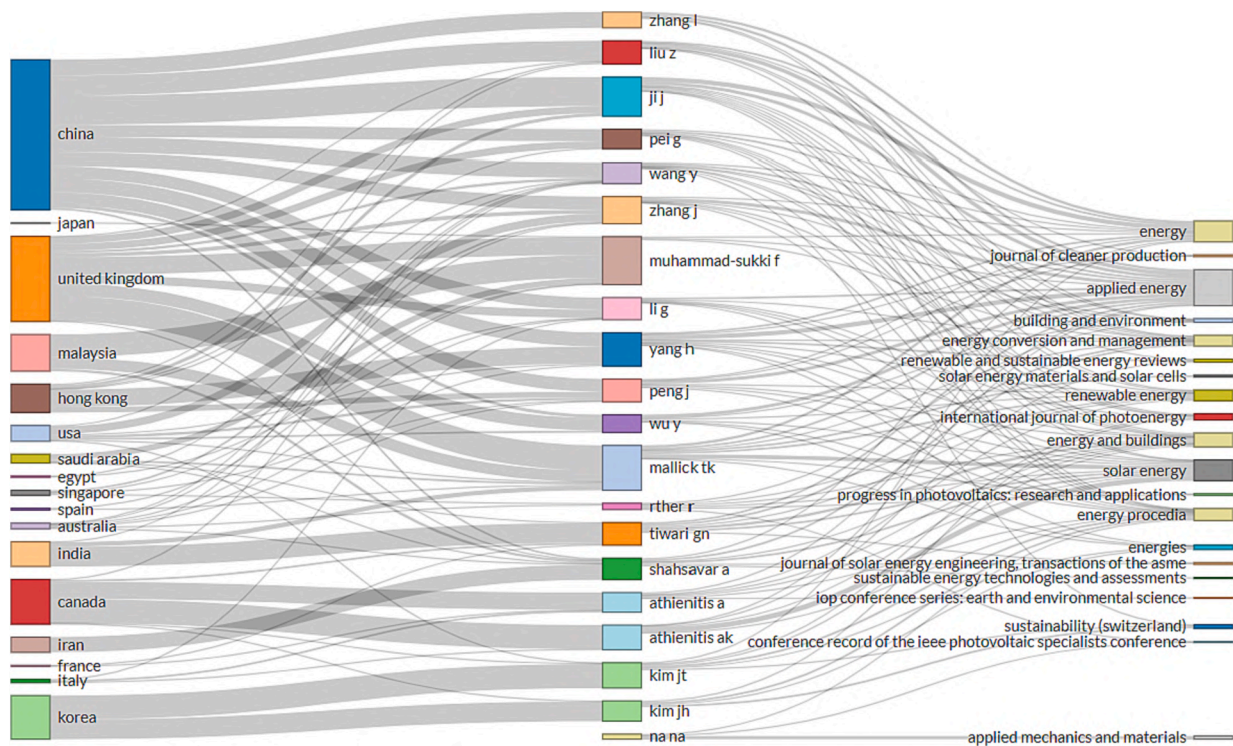 china
japan
united kingdom
malaysia
hong kong
usa
saudi arabia
egypt
singapore
spain
australia
india
canada
iran
france
italy
korea
zhang l
liu z
ji j
pei g
wang y
zhang j
muhammad-sukki f
li g
yang h
peng j
wu y
mallick tk
rther r
tiwari gn
shahsavar a
athienitis a
athienitis ak
kim jt
kim jh
na na
energy
journal of cleaner production
applied energy
building and environment
energy conversion and management
renewable and sustainable energy reviews
solar energy materials and solar cells
renewable energy
international journal of photoenergy
energy and buildings
solar energy
progress in photovoltaics: research and applications
energy procedia
energies
journal of solar energy engineering, transactions of the asme
sustainable energy technologies and assessments
iop conference series: earth and environmental science
sustainability (switzerland)
conference record of the ieee photovoltaic specialists conference
applied mechanics and materials